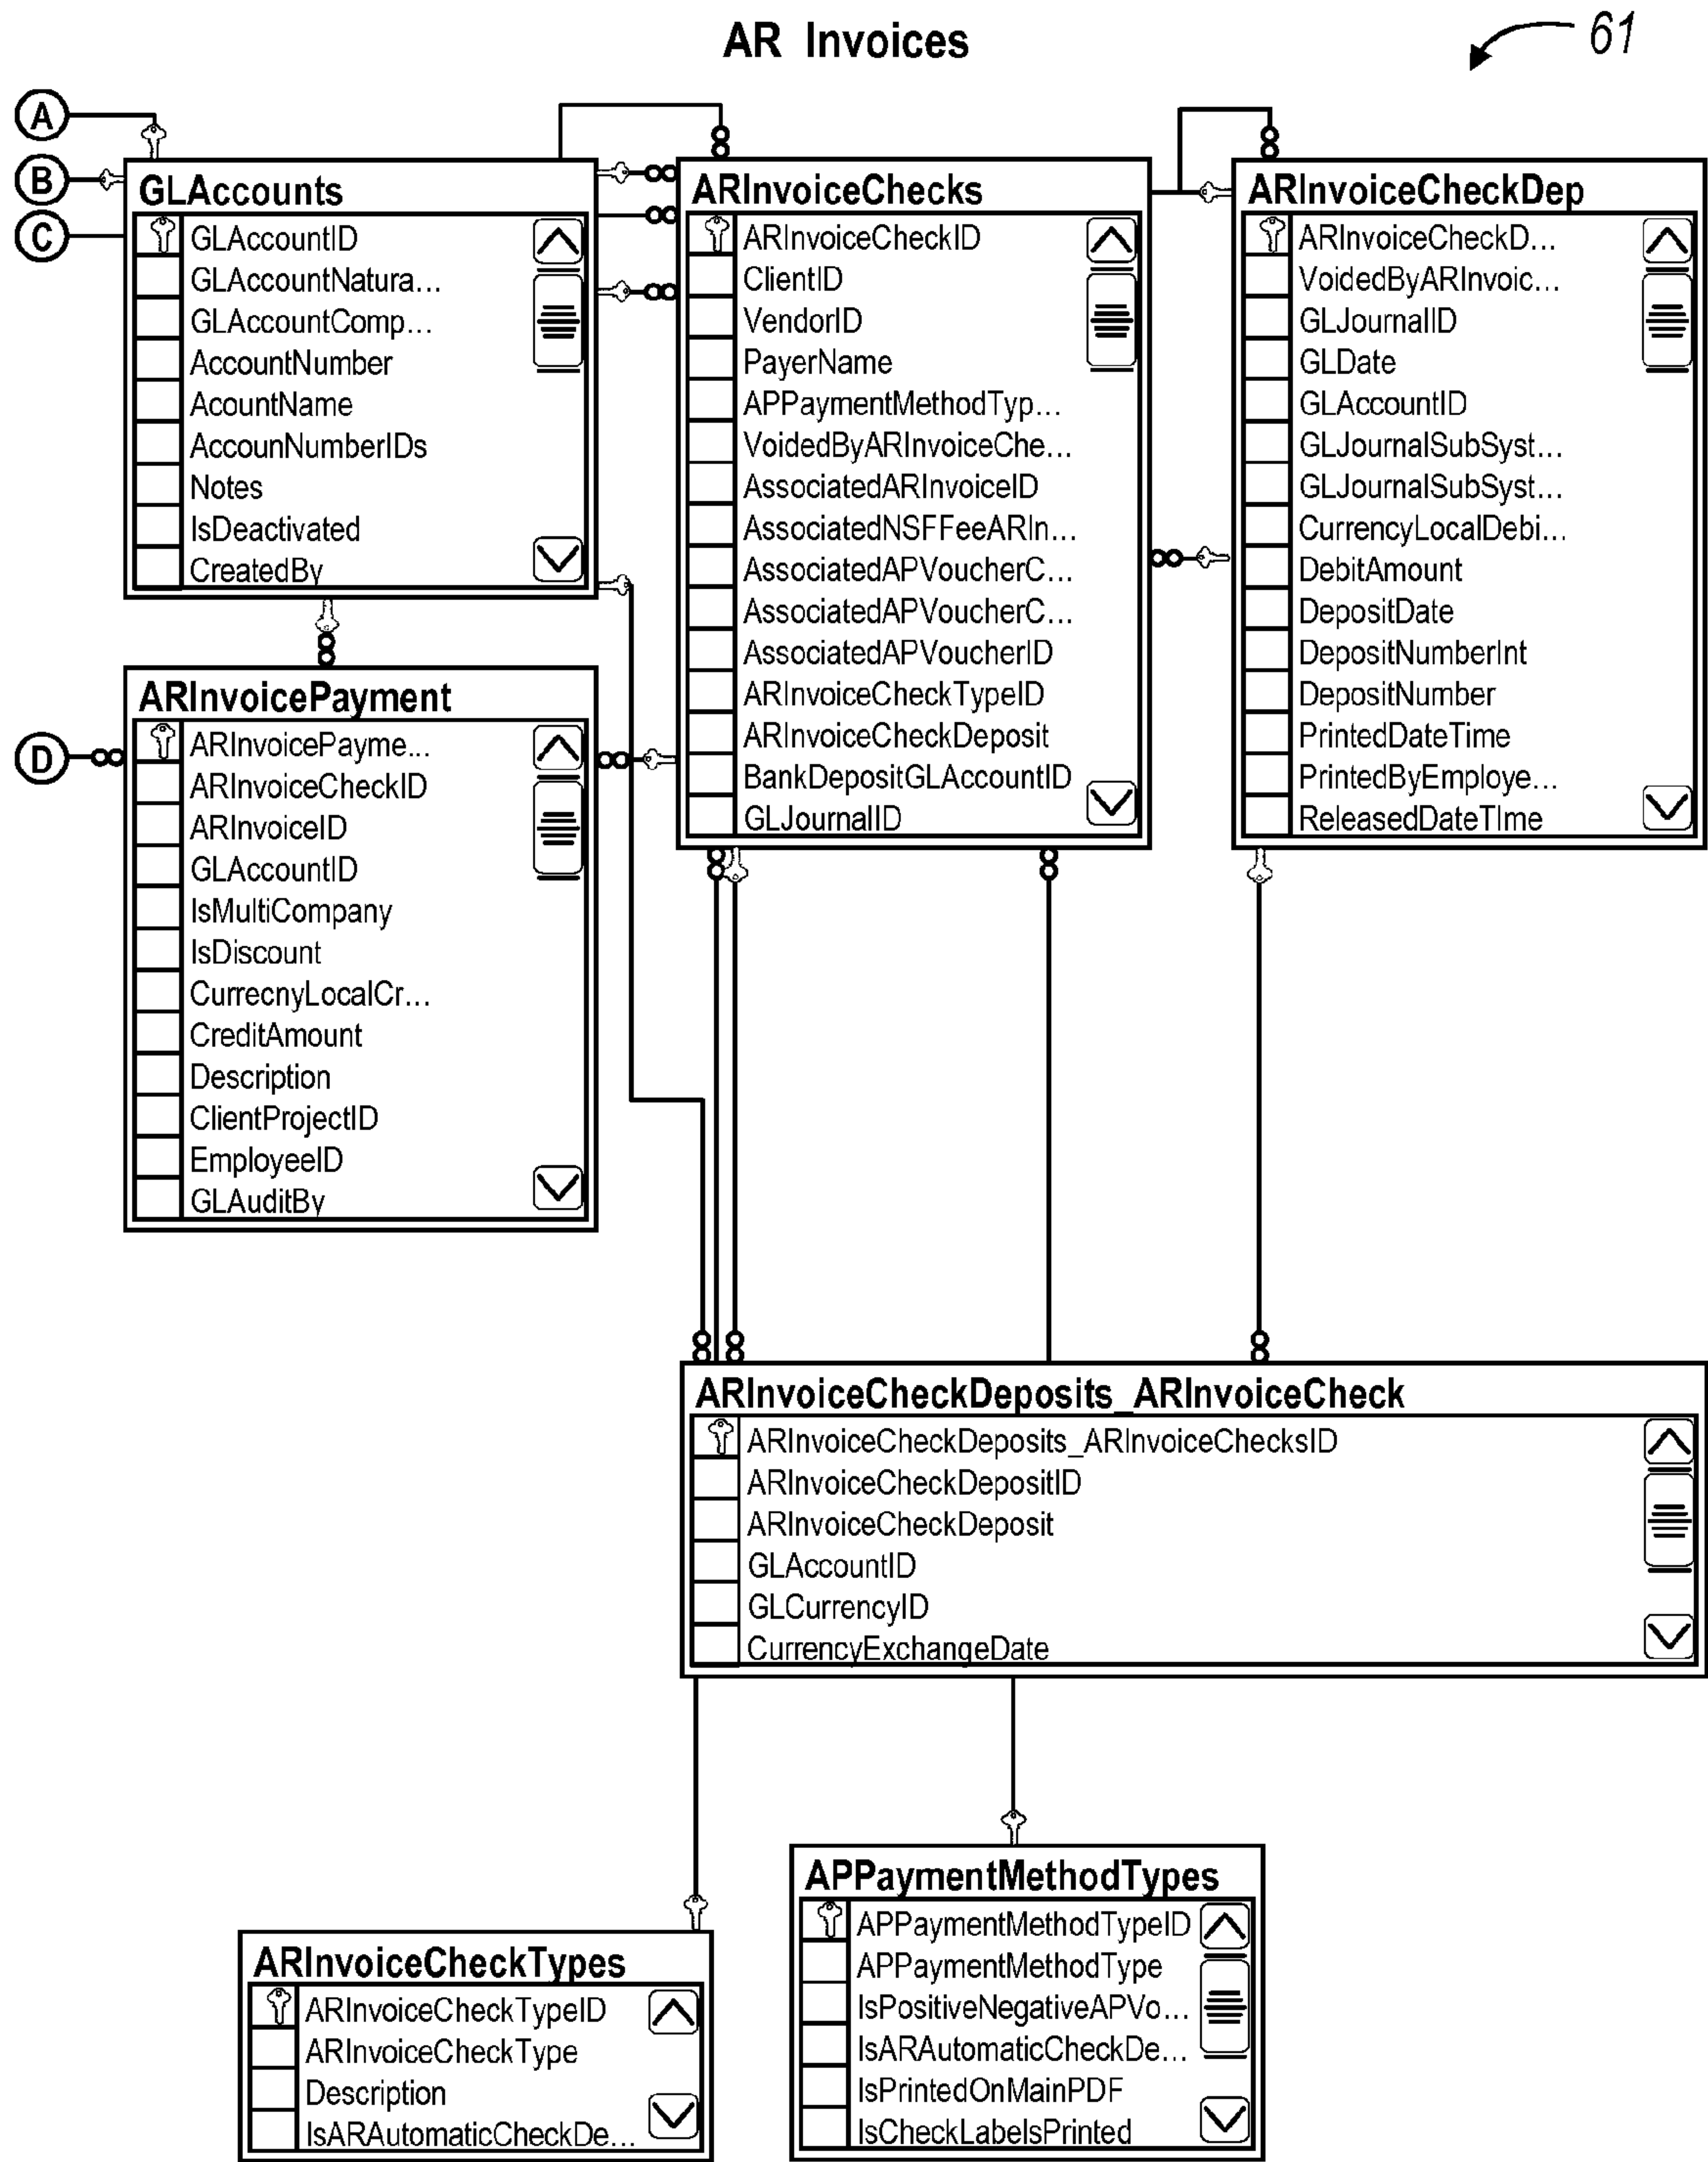 AR Invoices
61
A
B
C
GLAccounts
GLAccountID
GLAccountNatura...
GLAccountComp...
AccountNumber
AcountName
AccounNumberIDs
Notes
IsDeactivated
CreatedBy
ARInvoiceChecks
ARInvoiceCheckID
ClientID
VendorID
PayerName
APPaymentMethodTyp...
VoidedByARInvoiceChe...
AssociatedARInvoiceID
AssociatedNSFFeeARIn...
AssociatedAPVoucherC...
AssociatedAPVoucherC...
AssociatedAPVoucherID
ARInvoiceCheckTypeID
ARInvoiceCheckDeposit
BankDepositGLAccountID
GLJournalID
ARInvoiceCheckDep
ARInvoiceCheckD...
VoidedByARInvoic...
GLJournalID
GLDate
GLAccountID
GLJournalSubSyst...
GLJournalSubSyst...
CurrencyLocalDebi...
DebitAmount
DepositDate
DepositNumberInt
DepositNumber
PrintedDateTime
PrintedByEmploye...
ReleasedDateTIme
D
ARInvoicePayment
ARInvoicePayme...
ARInvoiceCheckID
ARInvoiceID
GLAccountID
IsMultiCompany
IsDiscount
CurrecnyLocalCr...
CreditAmount
Description
ClientProjectID
EmployeeID
GLAuditBy
ARInvoiceCheckDeposits_ARInvoiceCheck
ARInvoiceCheckDeposits_ARInvoiceChecksID
ARInvoiceCheckDepositID
ARInvoiceCheckDeposit
GLAccountID
GLCurrencyID
CurrencyExchangeDate
APPaymentMethodTypes
APPaymentMethodTypeID
APPaymentMethodType
IsPositiveNegativeAPVo...
IsARAutomaticCheckDe...
IsPrintedOnMainPDF
IsCheckLabelsPrinted
ARInvoiceCheckTypes
ARInvoiceCheckTypeID
ARInvoiceCheckType
Description
IsARAutomaticCheckDe...